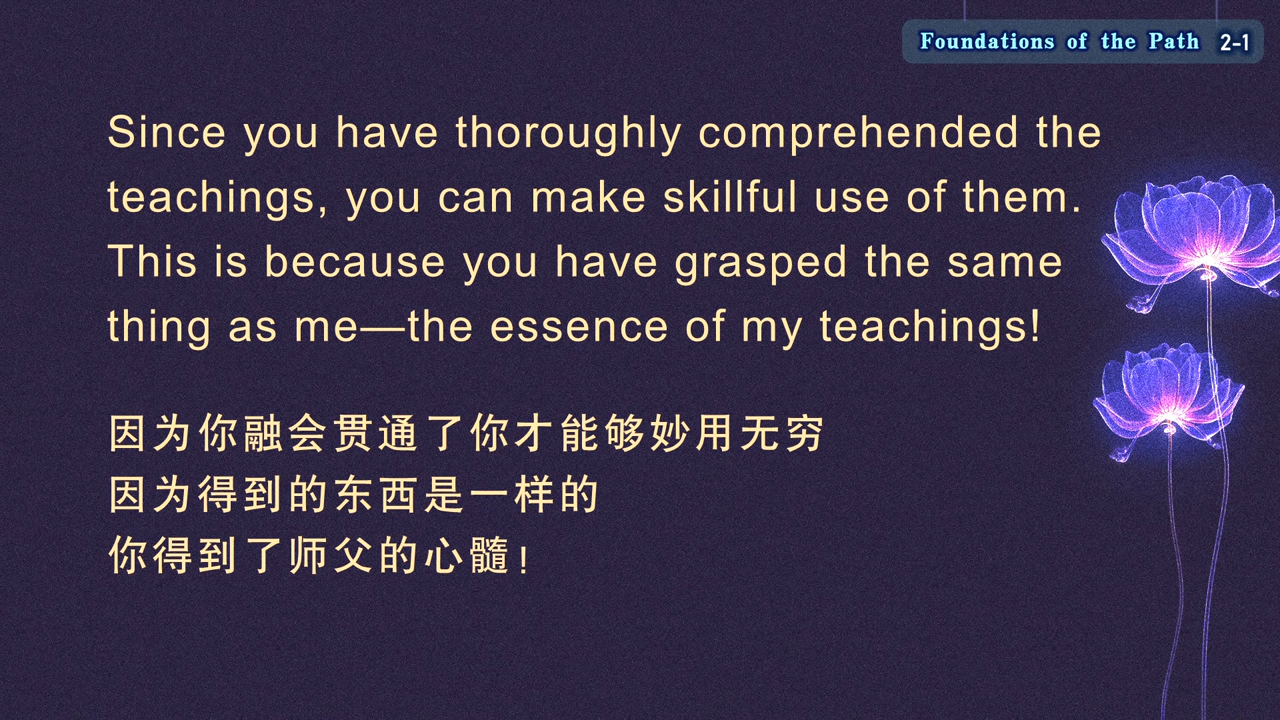 Foundations of the Path 2-1
Since you have thoroughly comprehended the
teachings, you can make skillful use of them.
This is because you have grasped the same
thing as me—the essence of my teachings!
因为你融会贯通了你才能够妙用无穷
因为得到的东西是一样的
你得到了师父的心髓！